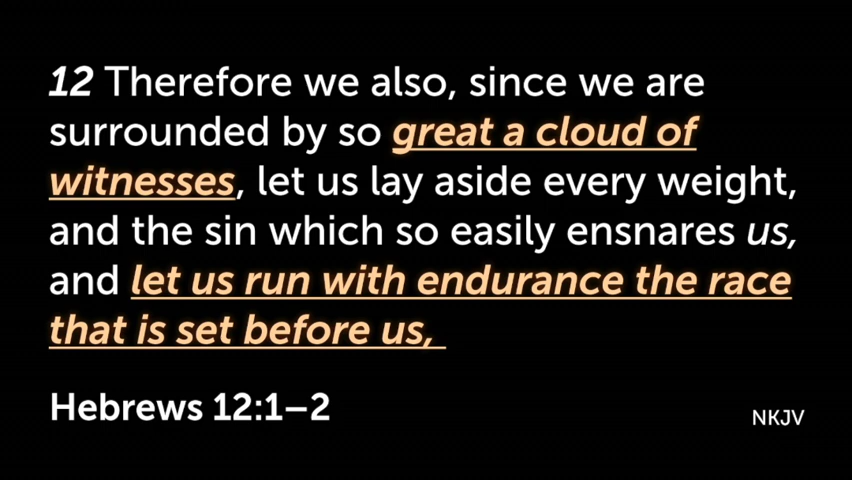 12 Therefore we also, since we are
surrounded by so great a cloud of
witnesses, let us lay aside every weight,
and the sin which so easily ensnares us,
and let us run with endurance the race
that is set before us,
Hebrews 12:1–2
NKJV